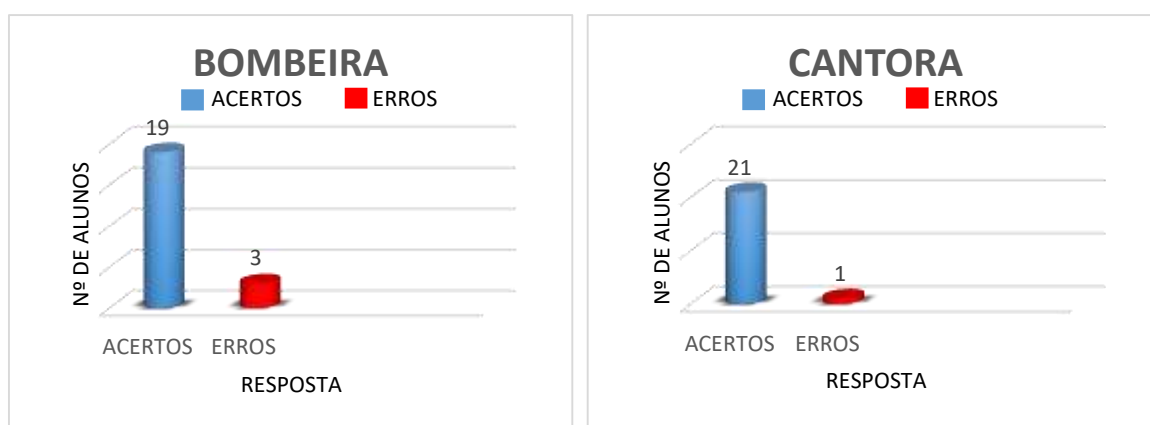 BOMBEIRA
ACERTOS ERROS
19
3
Nº DE ALUNOS
ACERTOS ERROS
RESPOSTA
CANTORA
ACERTOS ERROS
21
1
Nº DE ALUNOS
ACERTOS ERROS
RESPOSTA